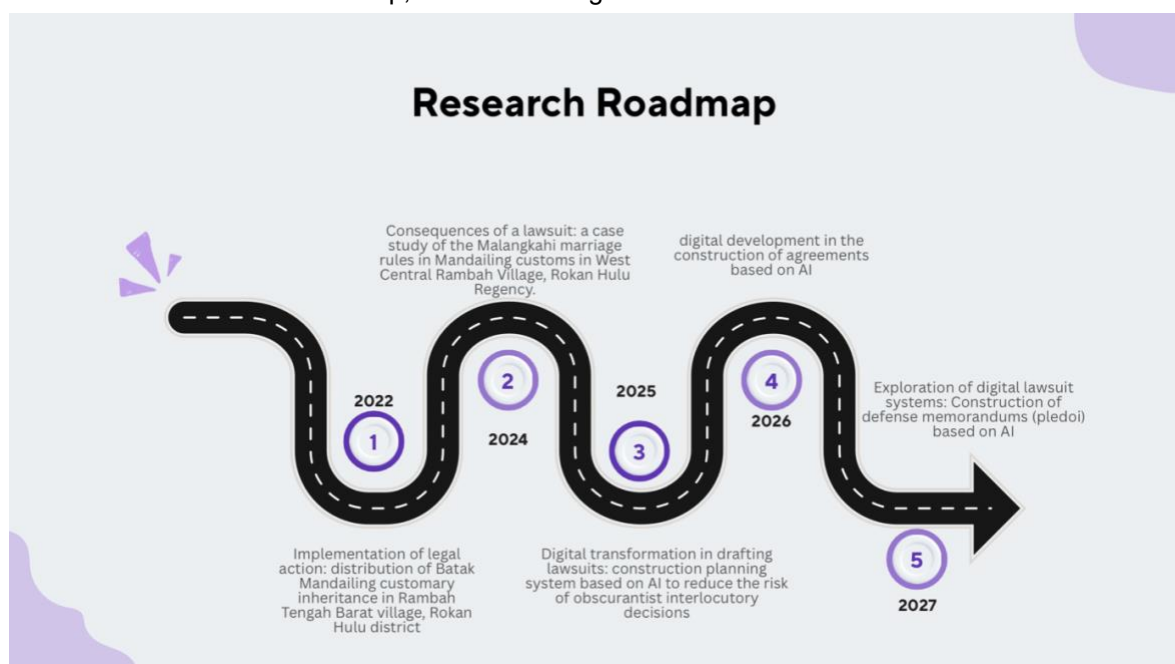 Research Roadmap
Consequences of a lawsuit: a case
study of the Malangkahi marriage
rules in Mandailing customs in West
Central Rambah Village, Rokan Hulu
Regency.
digital development in the
construction of agreements
based on AI
2022
1
2
2024
2025
3
4
2026
Exploration of digital lawsuit
systems: Construction of
defense memorandums (pledoi)
based on AI
Implementation of legal
action: distribution of Batak
Mandailing customary
inheritance in Rambah
Tengah Barat village, Rokan
Hulu district
Digital transformation in drafting
lawsuits: construction planning
system based on AI to reduce the risk
of obscurantist interlocutory
decisions
5
2027